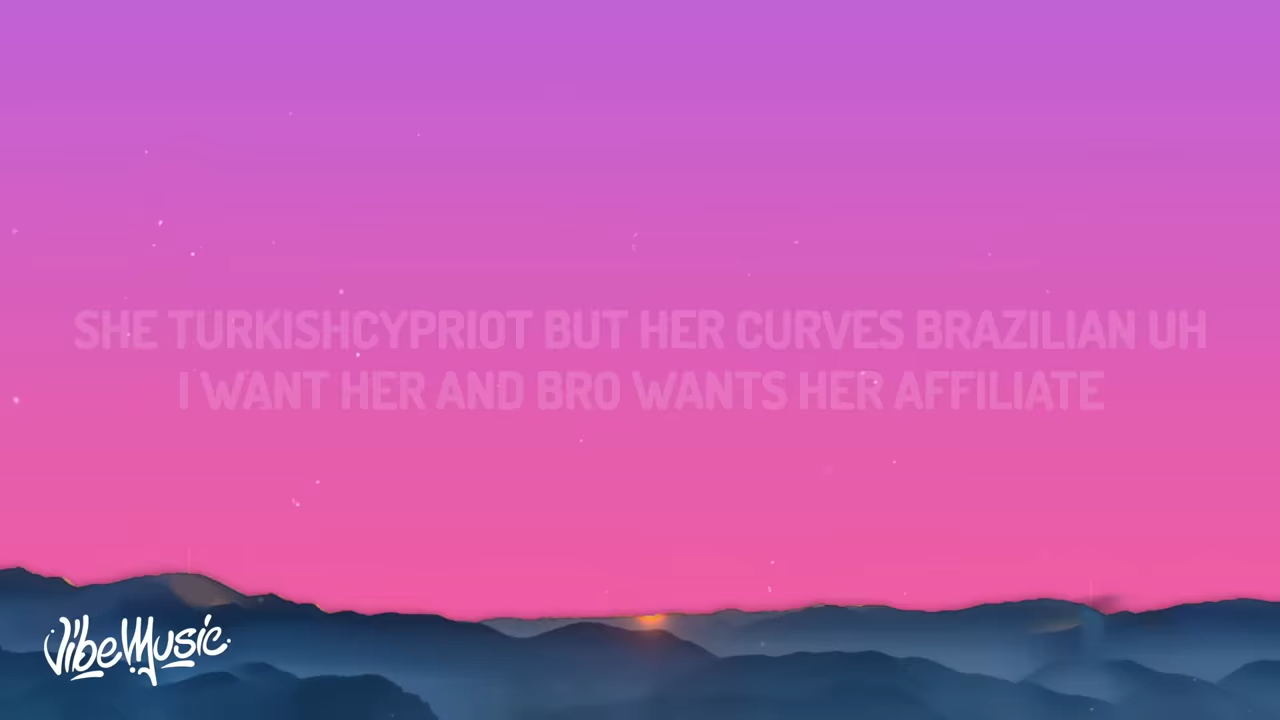 SHE TURKISHCYPRIOT BUT HER CURVES BRAZILIAN UH
I WANT HER AND BRO WANTS HER AFFILIATE
VibeMusic